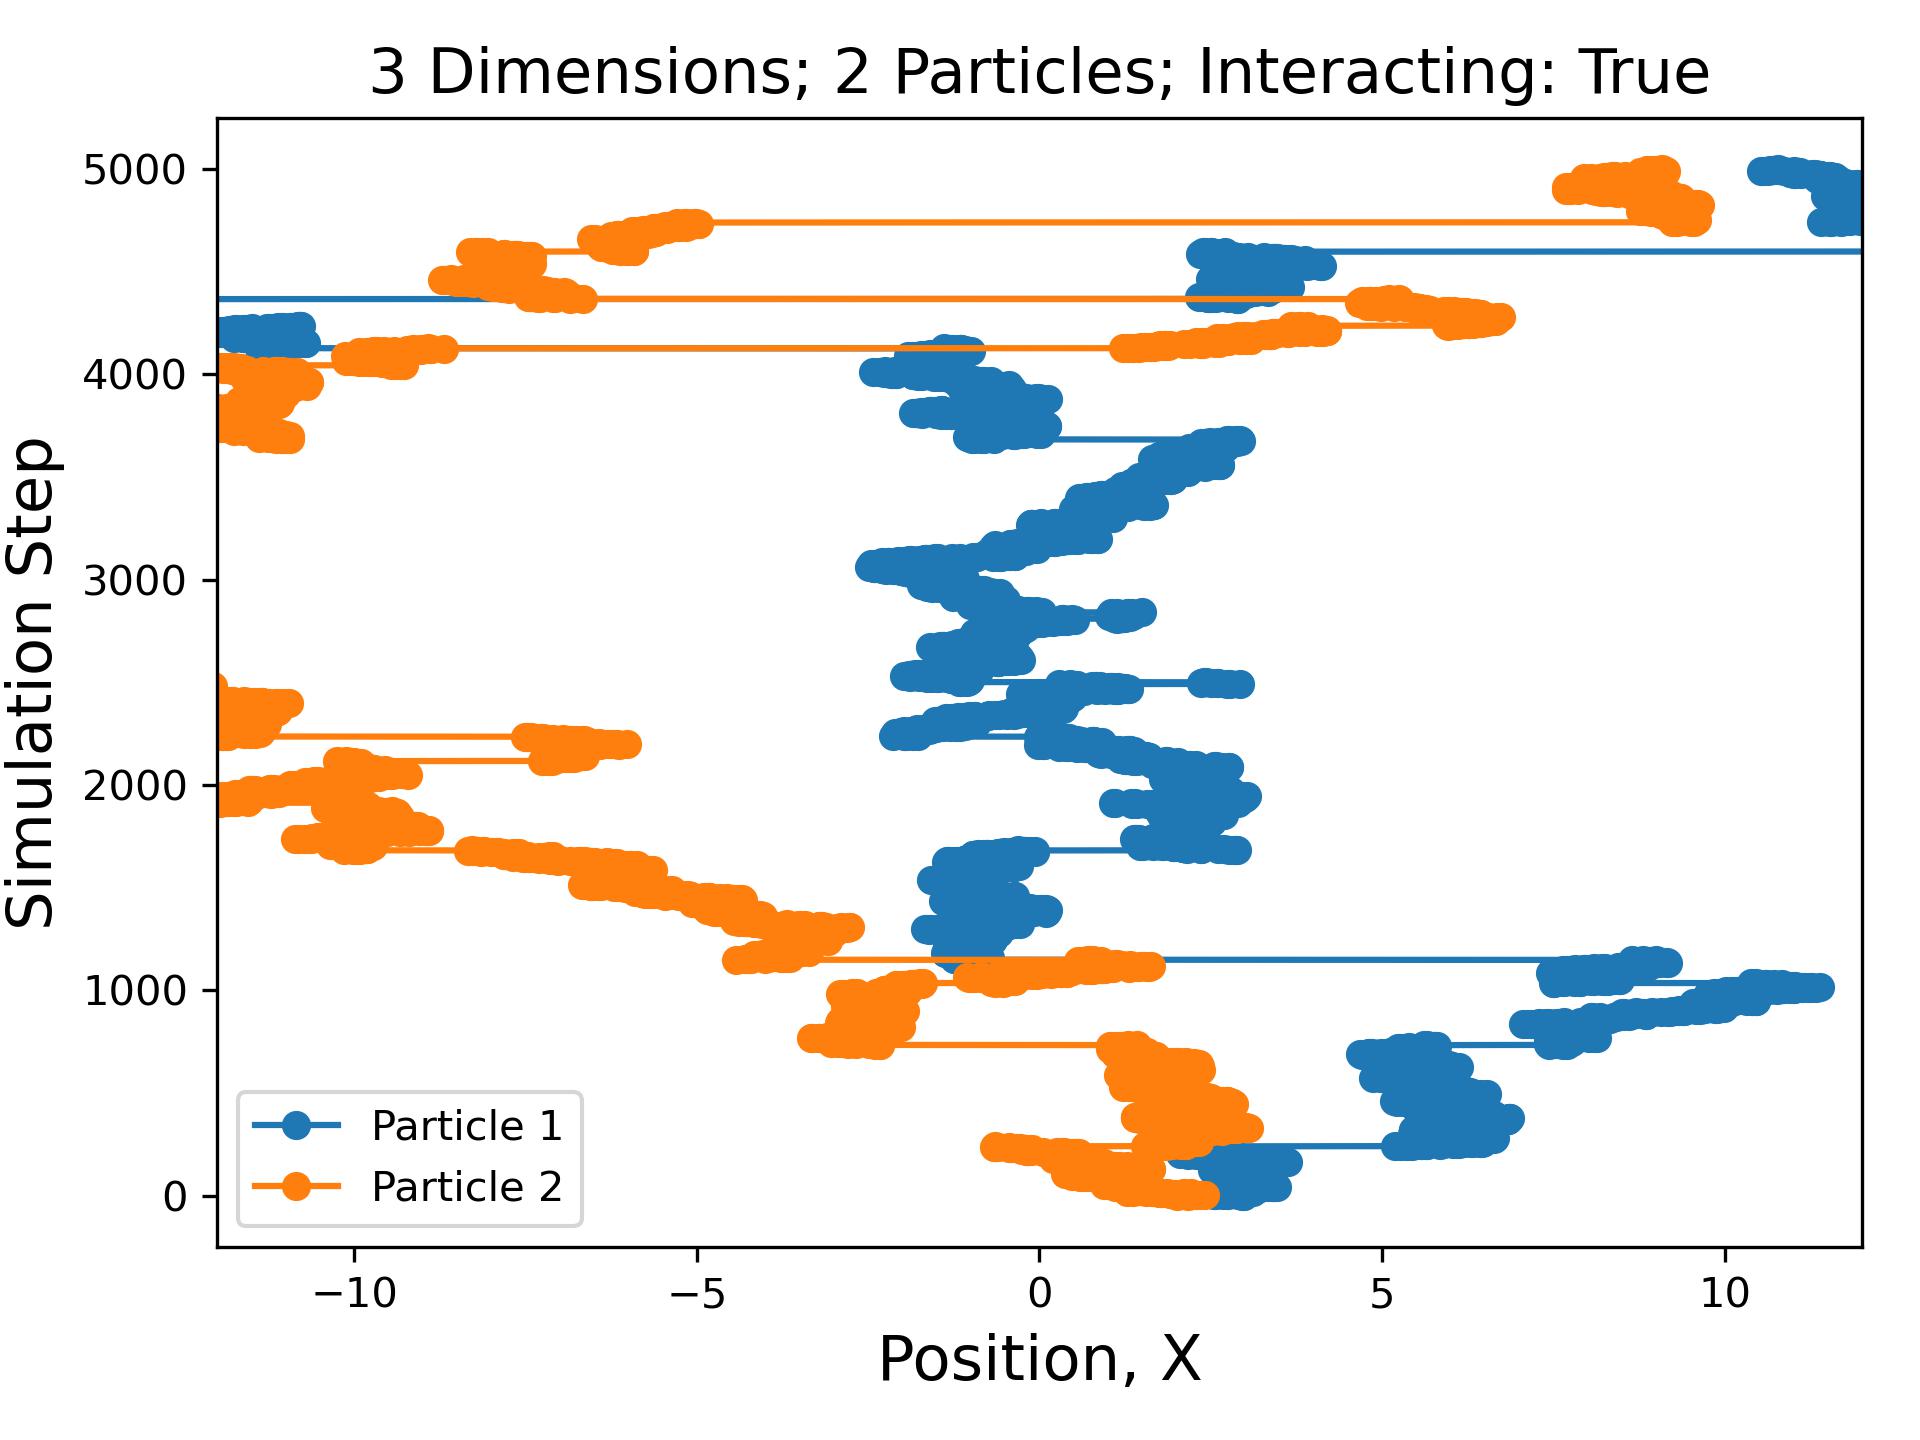 3 Dimensions; 2 Particles; Interacting: True
5000
4000
3000
2000
1000
0
Simulation Step
Particle 1
Particle 2
−10
−5
0
5
10
Position, X